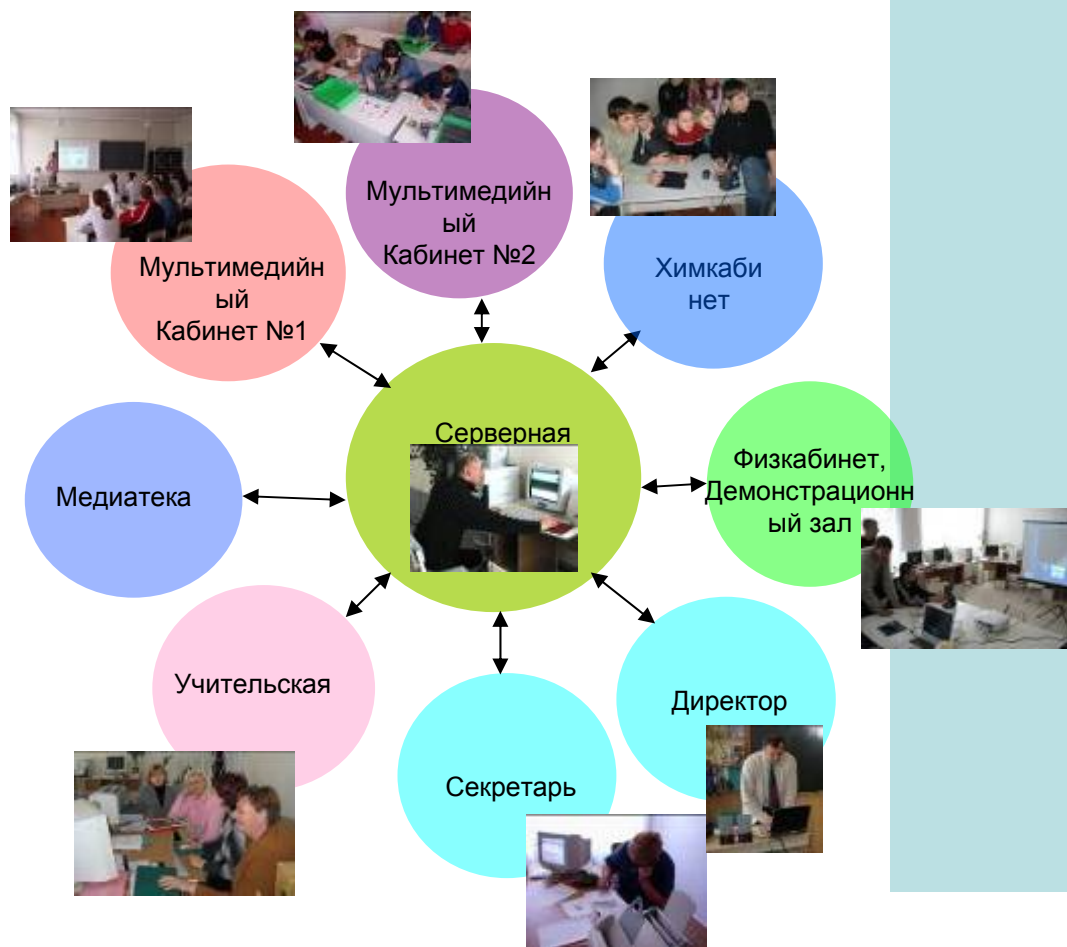 Мультимедийн
ый
Кабинет №2
Мультимедийн
ый
Кабинет №1
Химкаби
нет
Серверная
Физкабинет,
Демонстрационн
ый зал
Медиатека
Учительская
Директор
Секретарь